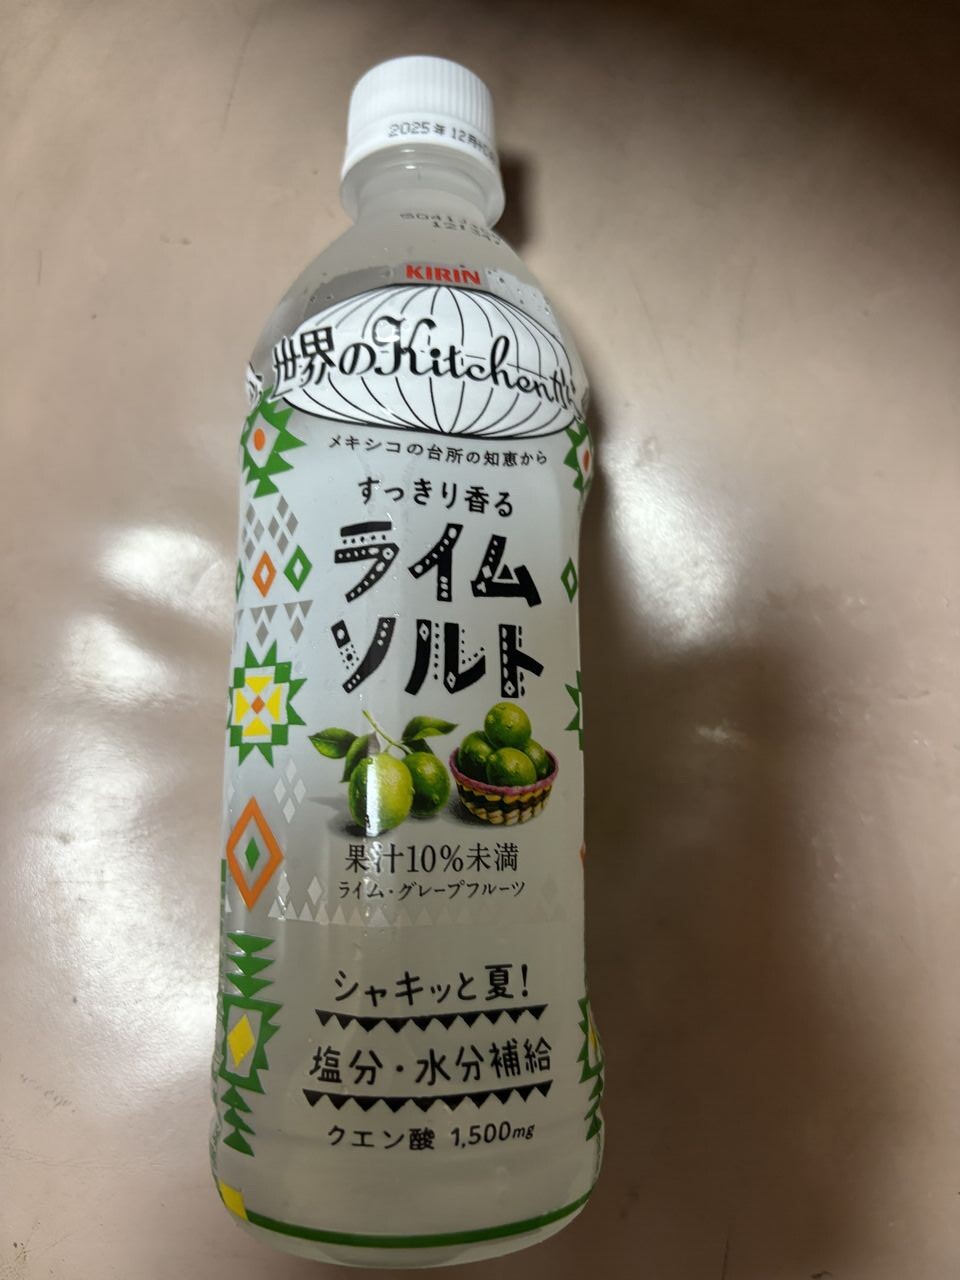 2025年 12月
KIRIN
世界のKitchenから
メキシコの台所の知恵から
すっきり香る
ライム
ソルト
果汁10%未満
ライム・グレープフルーツ
シャキッと夏!
塩分・水分補給
クエン酸 1,500mg